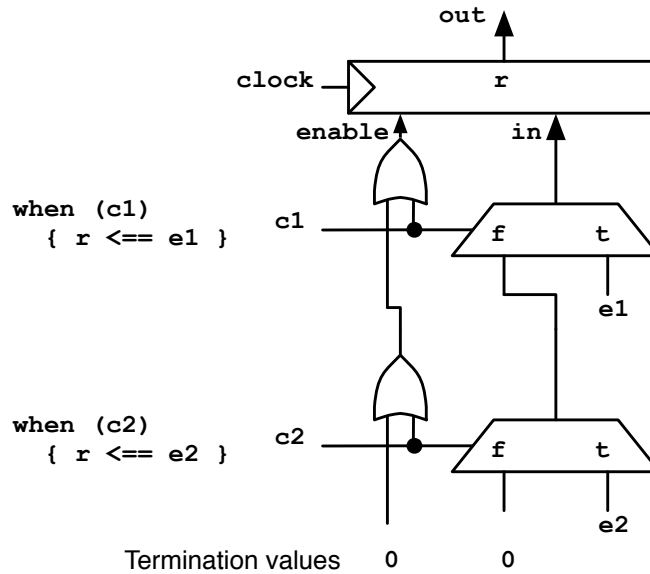 out
clock r
enable in
when (c1)
{ r <== e1 }
c1
f t
e1
when (c2)
{ r <== e2 }
c2
f t
e2
Termination values 0 0